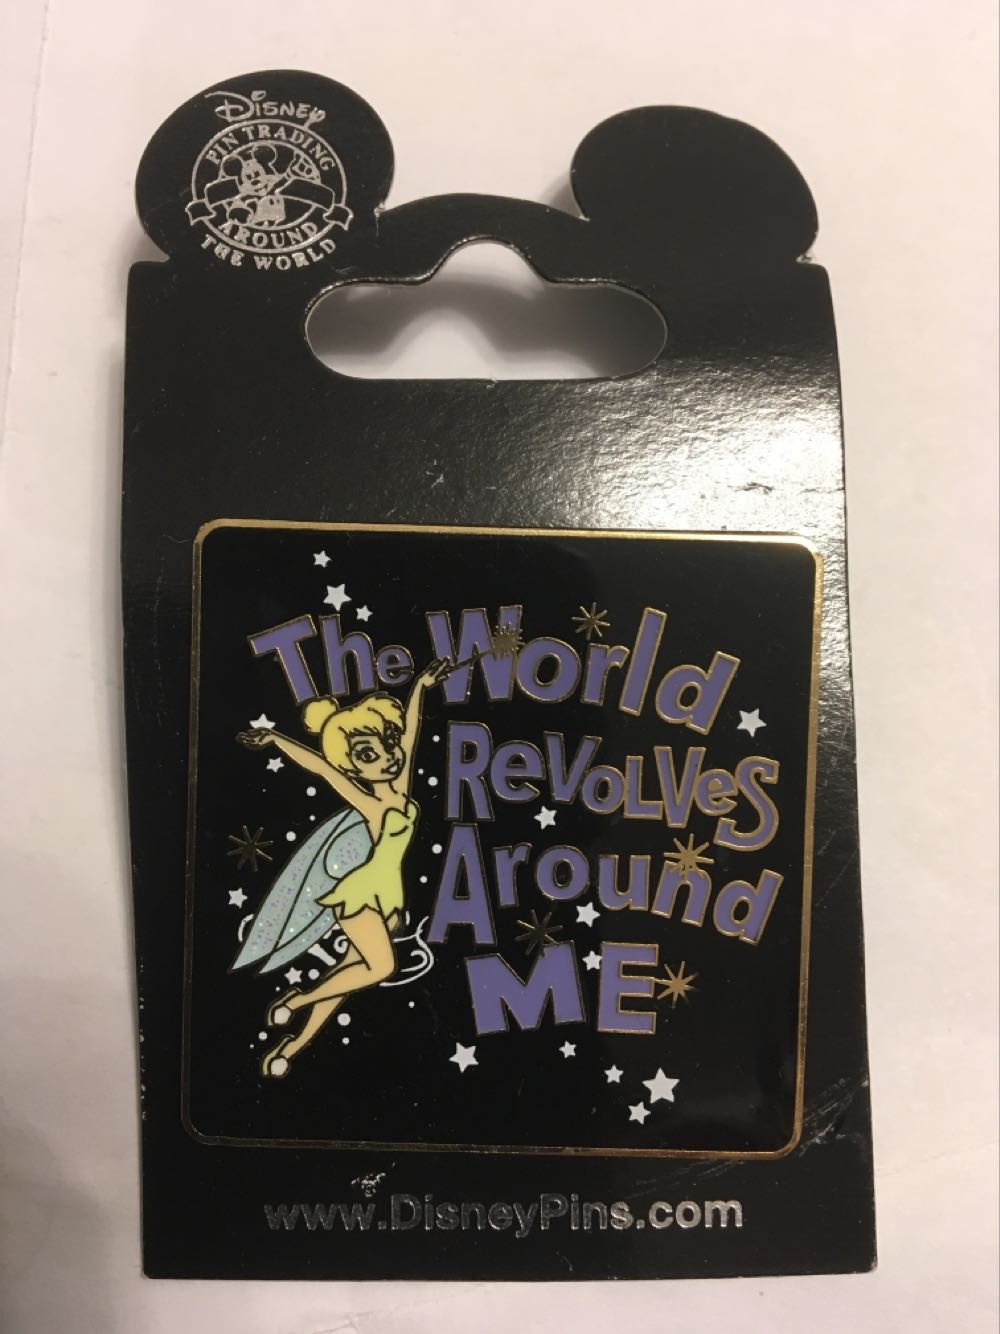 Disney
PIN TRADING
AROUND
THE WORLD
The World
ReVoLVeS
Around
ME
www.DisneyPins.com